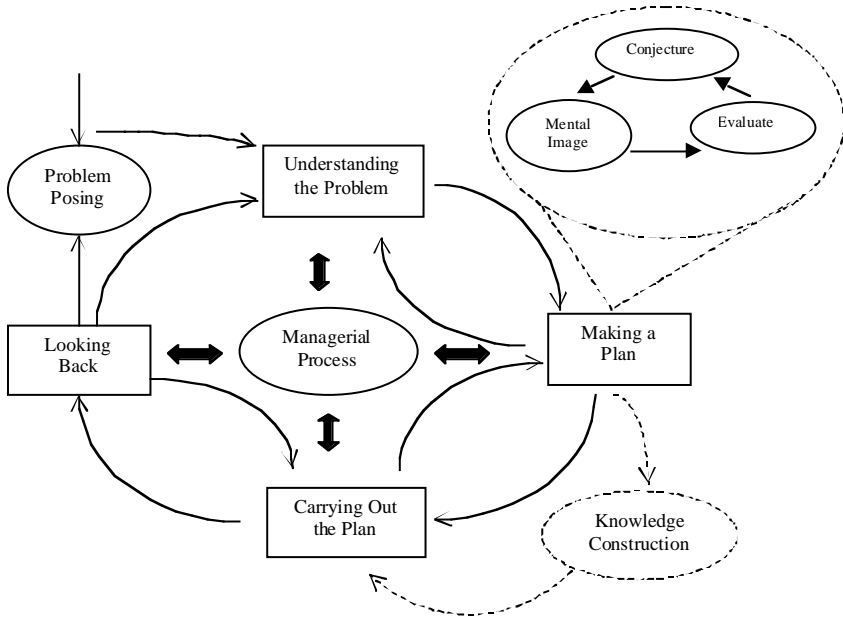 Conjecture
Mental
Image
Evaluate
Problem
Posing
Understanding
the Problem
Looking
Back
Managerial
Process
Making a
Plan
Carrying Out
the Plan
Knowledge
Construction